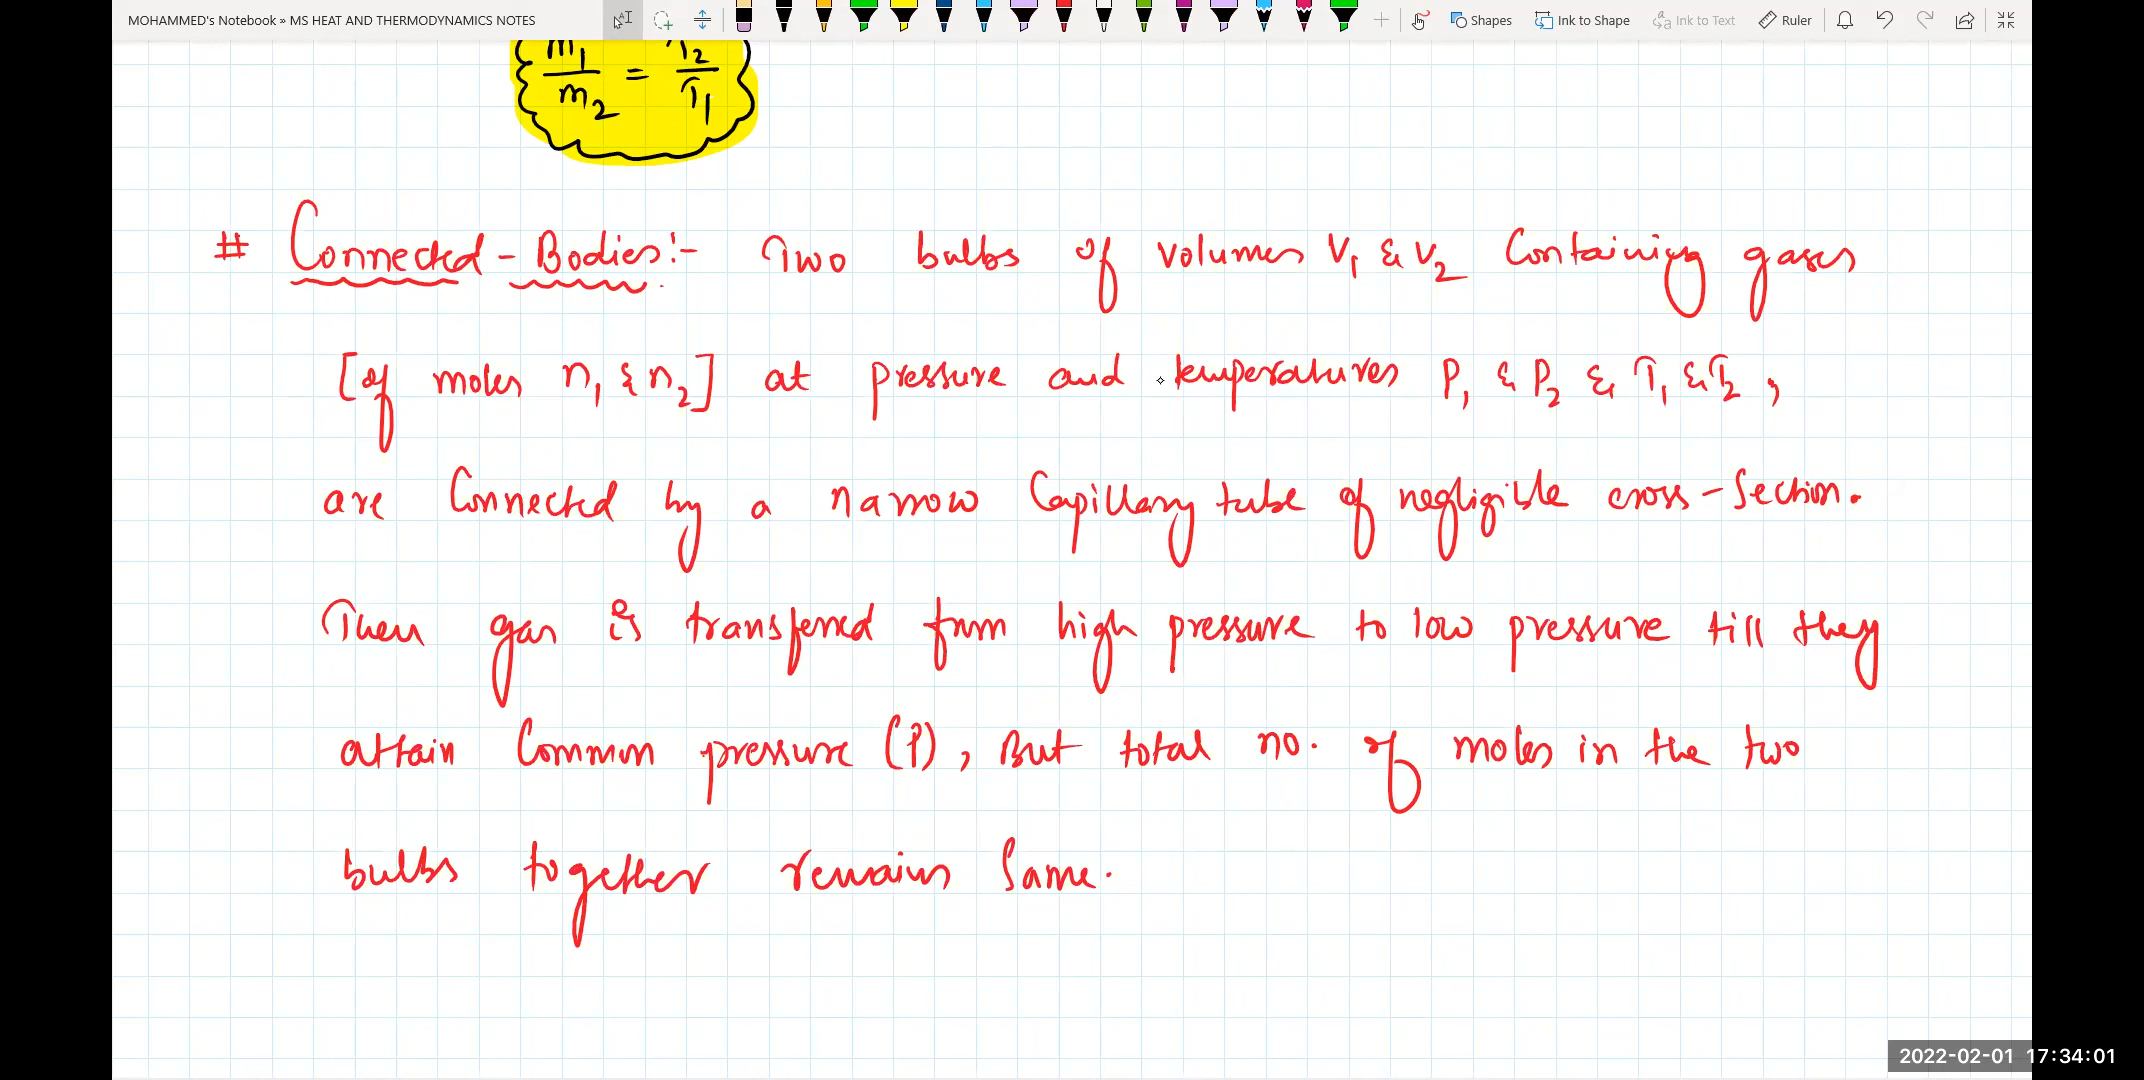 MOHAMMED's Notebook » MS HEAT AND THERMODYNAMICS NOTES Shapes Ink to Shape Ink to Text Ruler
m₁/m₂ = T₂/T₁
# Connected-Bodies:- Two bulbs of volumes V₁ & V₂ Containing gases
[of moles n₁ & n₂] at pressure and temperatures P₁ & P₂ & T₁ & T₂,
are Connected by a narrow Capillary tube of negligible cross-Section.
Then gas is transferred from high pressure to low pressure till they
attain Common pressure (P), But total no. of moles in the two
bulbs together remains Same.
2022-02-01 17:34:01